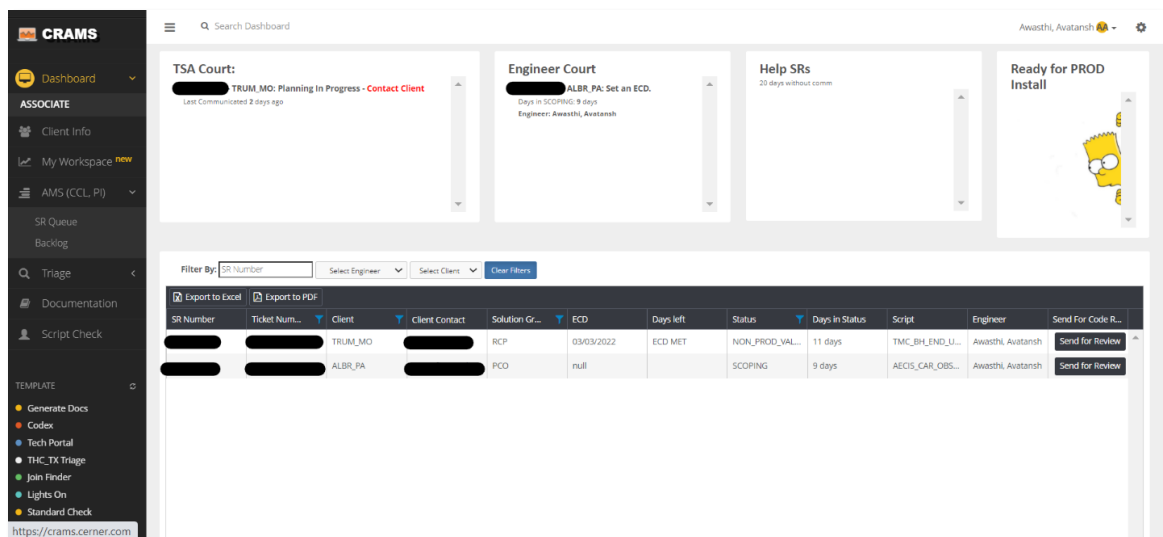 CRAMS
Search Dashboard
Awasthi, Avatansh AA
Dashboard
ASSOCIATE
Client Info
My Workspace new
AMS (CCL, PI)
SR Queue
Backlog
Triage
Documentation
Script Check
TEMPLATE
Generate Docs
Codex
Tech Portal
THC_TX Triage
Join Finder
Lights On
Standard Check
https://crams.cerner.com
TSA Court:
TRUM_MO: Planning In Progress - Contact Client
Last Communicated 2 days ago
Engineer Court
ALBR_PA: Set an ECD.
Days in SCOPING: 9 days
Engineer: Awasthi, Avatansh
Help SRs
20 days without comm
Ready for PROD
Install
Filter By: SR Number Select Engineer Select Client Clear Filters
Export to Excel Export to PDF
SR Number Ticket Num... Client Client Contact Solution Gr... ECD Days left Status Days in Status Script Engineer Send For Code R...
TRUM_MO RCP 03/03/2022 ECD MET NON_PROD_VAL... 11 days TMC_BH_END_U... Awasthi, Avatansh Send for Review
ALBR_PA PCO null SCOPING 9 days AECIS_CAR_OBS... Awasthi, Avatansh Send for Review